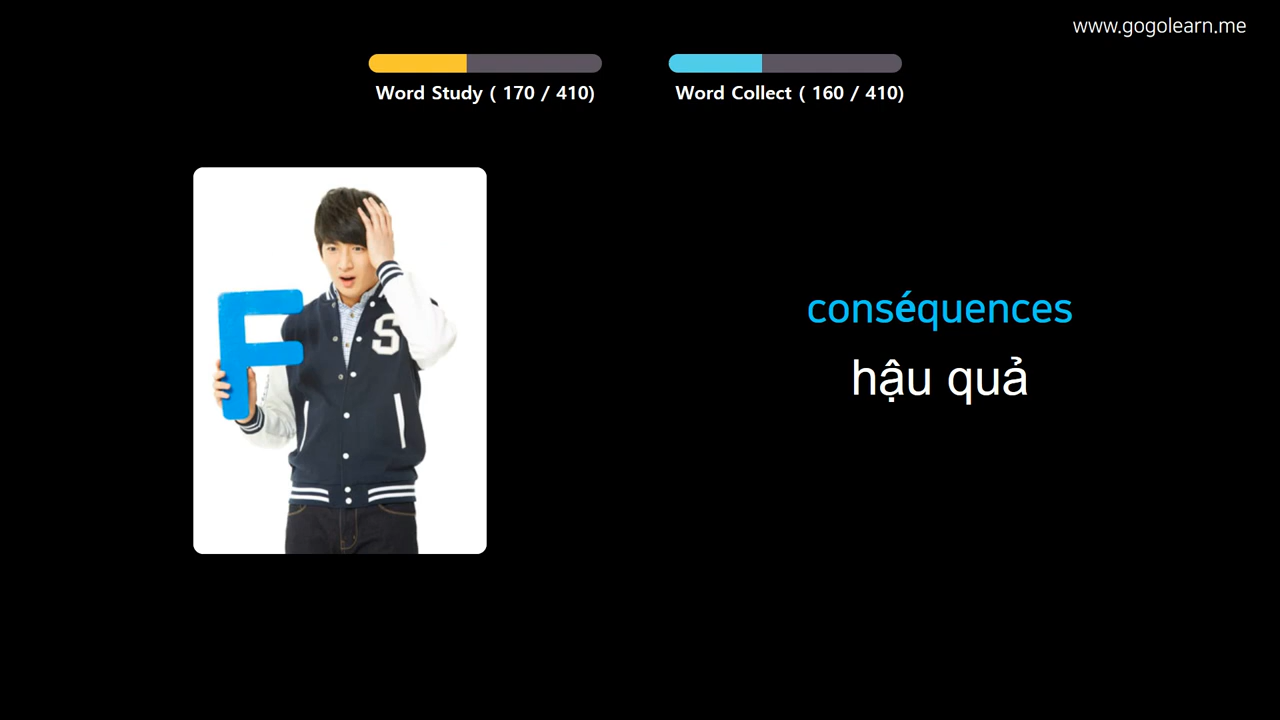 www.gogolearn.me
Word Study ( 170 / 410)
Word Collect ( 160 / 410)
F
S
conséquences
hậu quả